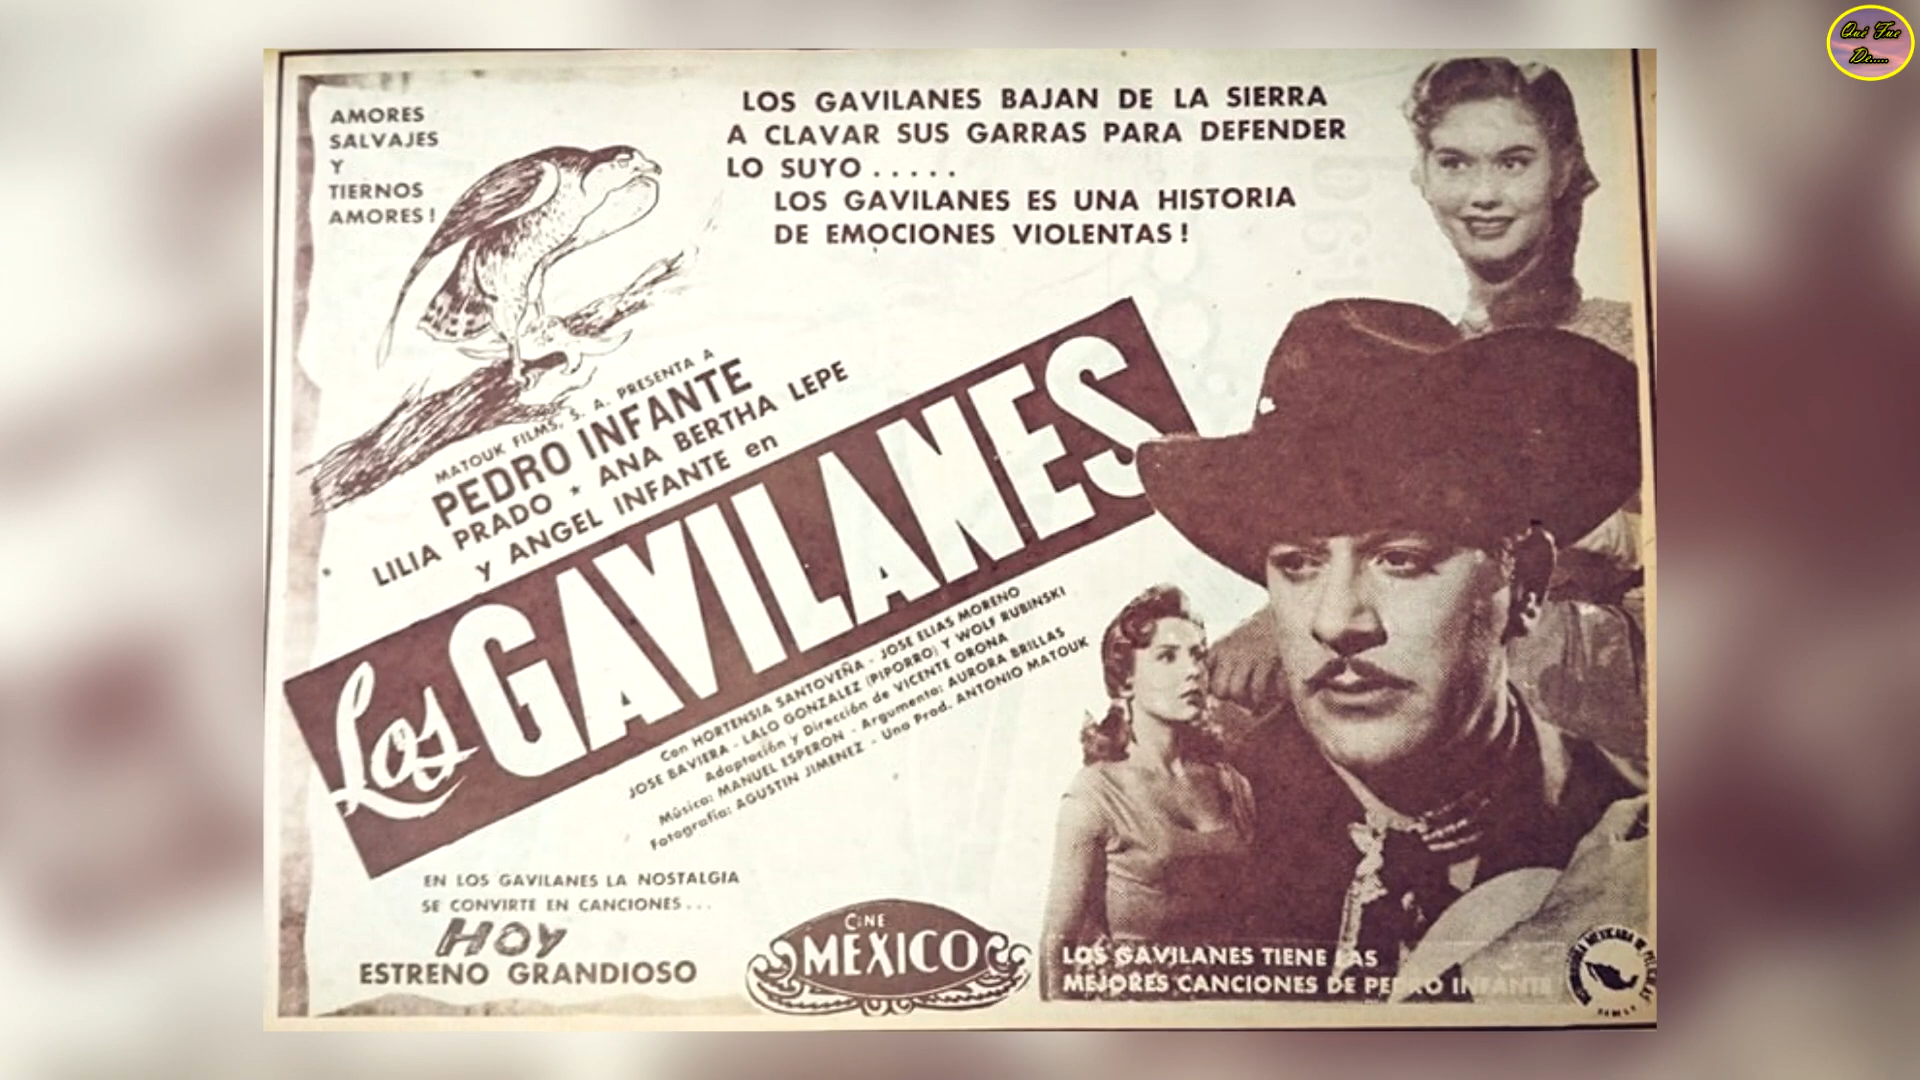 Qué Fue
De.....
AMORES
SALVAJES
Y
TIERNOS
AMORES!
LOS GAVILANES BAJAN DE LA SIERRA
A CLAVAR SUS GARRAS PARA DEFENDER
LO SUYO.....
LOS GAVILANES ES UNA HISTORIA
DE EMOCIONES VIOLENTAS!
MATOUK FILMS, S. A. PRESENTA A
PEDRO INFANTE
LILIA PRADO * ANA BERTHA LEPE
y ANGEL INFANTE en
Los GAVILANES
Con HORTENSIA SANTOVEÑA - JOSE ELIAS MORENO
JOSE BAVIERA - LALO GONZALEZ (PIPORRO) Y WOLF RUBINSKI
Adaptación y Dirección de VICENTE ORONA
Música: MANUEL ESPERON - Argumento: AURORA BRILLAS
Fotografía: AGUSTIN JIMENEZ - Una Prod. ANTONIO MATOUK
EN LOS GAVILANES LA NOSTALGIA
SE CONVIRTE EN CANCIONES...
HOY
ESTRENO GRANDIOSO
CINE
MEXICO
LOS GAVILANES TIENE LAS
MEJORES CANCIONES DE PEDRO INFANTE